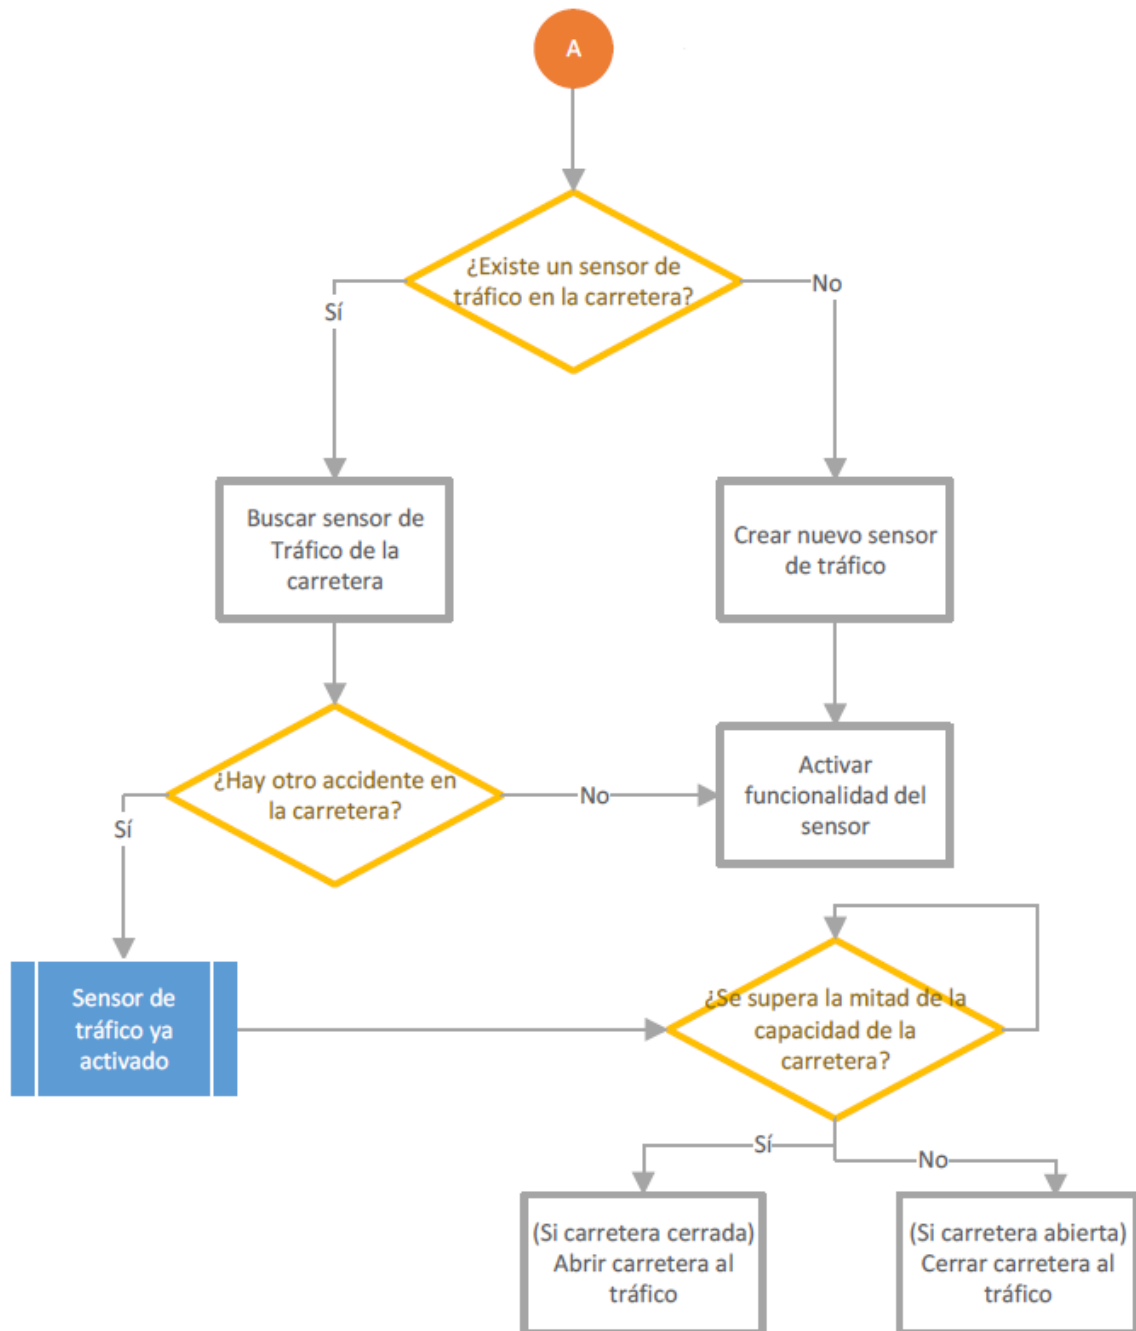 A
¿Existe un sensor de
tráfico en la carretera?
Sí
No
Buscar sensor de
Tráfico de la
carretera
Crear nuevo sensor
de tráfico
¿Hay otro accidente en
la carretera?
Sí
No
Activar
funcionalidad del
sensor
Sensor de
tráfico ya
activado
¿Se supera la mitad de la
capacidad de la
carretera?
Sí
No
(Si carretera cerrada)
Abrir carretera al
tráfico
(Si carretera abierta)
Cerrar carretera al
tráfico